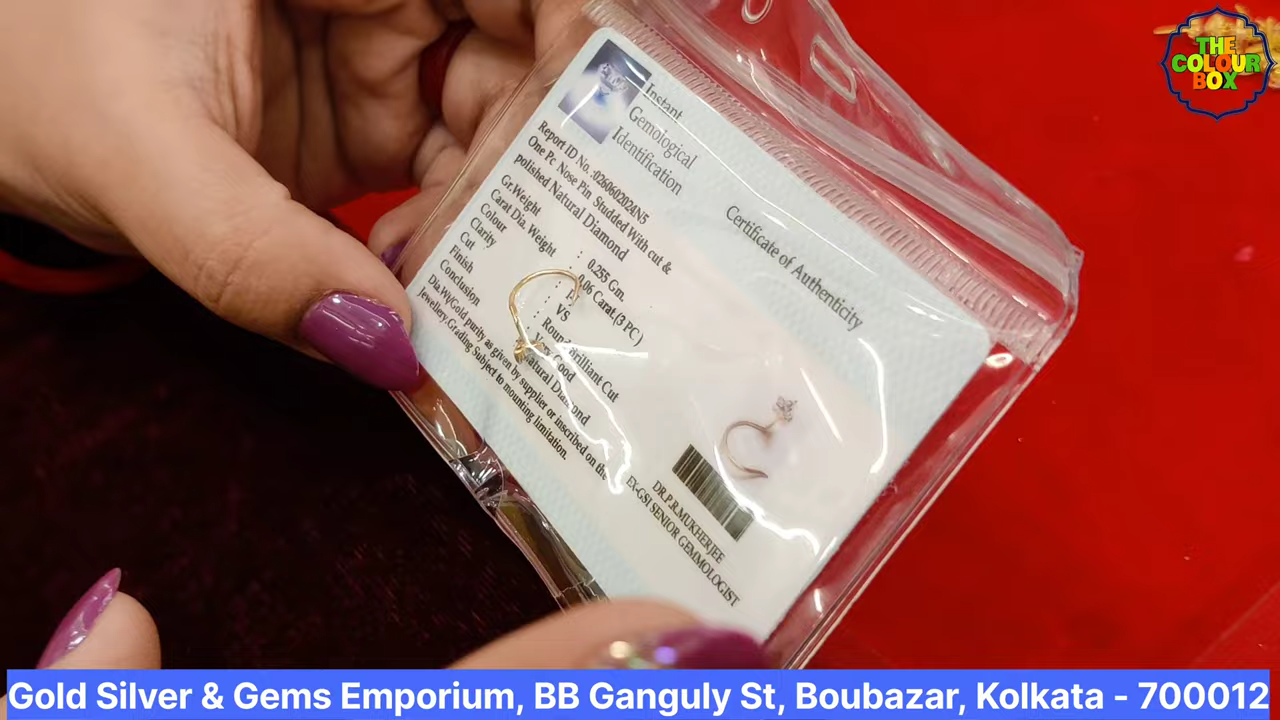 THE
COLOUR
BOX
Instant
Gemological
Identification
Certificate of Authenticity
Report ID No. :0260602024N5
One Pc Nose Pin Studded With cut &
polished Natural Diamond
Gr.Weight : 0.255 Gm.
Carat Dia. Weight : 0.06 Carat.(3 PC)
Colour :
Clarity : VS
Cut : Round Brilliant Cut
Finish Good
Conclusion Natural Diamond
Dia.Wt/Gold purity as given by supplier or inscribed on the
Jewellery.Grading Subject to mounting limitation.
DR.P.R.MUKHERJEE
EX-GSI SENIOR GEMMOLOGIST
Gold Silver & Gems Emporium, BB Ganguly St, Boubazar, Kolkata - 700012